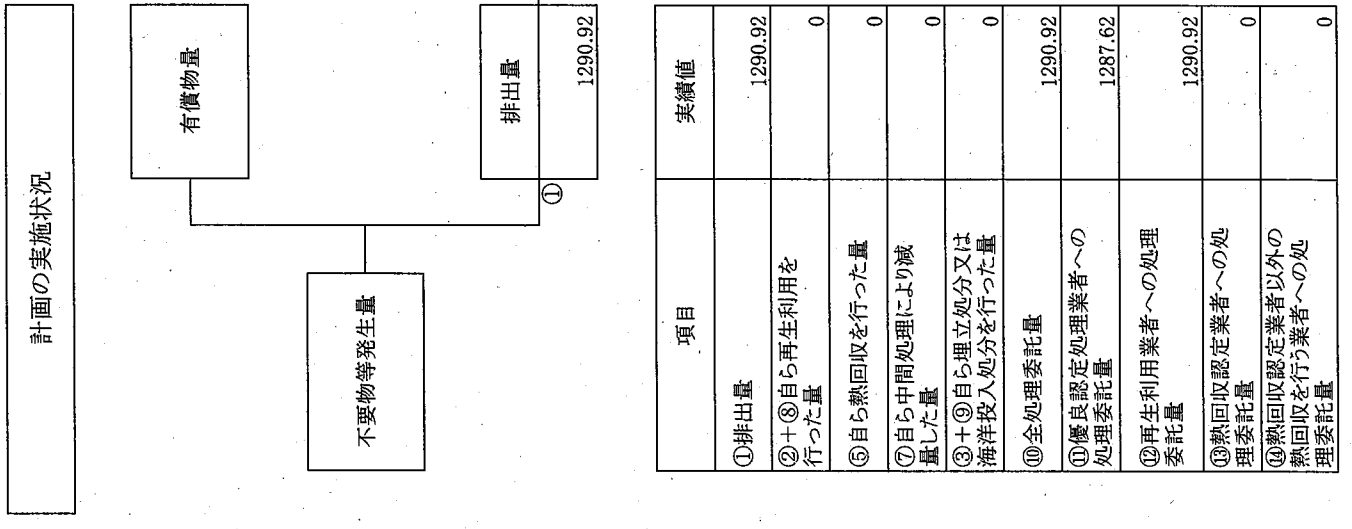 計画の実施状況
有償物量
不要物等発生量
排出量
①
1290.92
項目
実績値
①排出量
1290.92
②+⑧自ら再生利用を
行った量
0
⑤自ら熱回収を行った量
0
⑦自ら中間処理により減
量した量
0
③+⑨自ら埋立処分又は
海洋投入処分を行った量
0
⑩全処理委託量
1290.92
⑪優良認定処理業者への
処理委託量
1287.62
⑫再生利用業者への処理
委託量
1290.92
⑬熱回収認定業者への処
理委託量
0
⑭熱回収認定業者以外の
熱回収を行う業者への処
理委託量
0